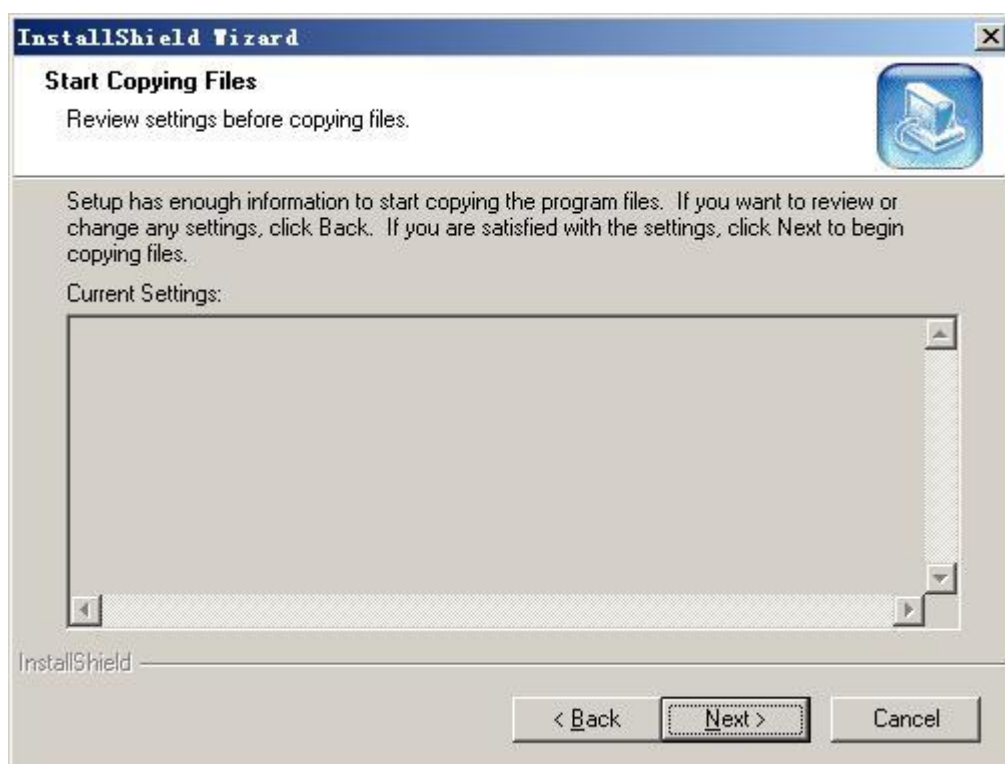 InstallShield Wizard
Start Copying Files
Review settings before copying files.
Setup has enough information to start copying the program files.  If you want to review or
change any settings, click Back.  If you are satisfied with the settings, click Next to begin
copying files.
Current Settings:
InstallShield
< Back
Next >
Cancel